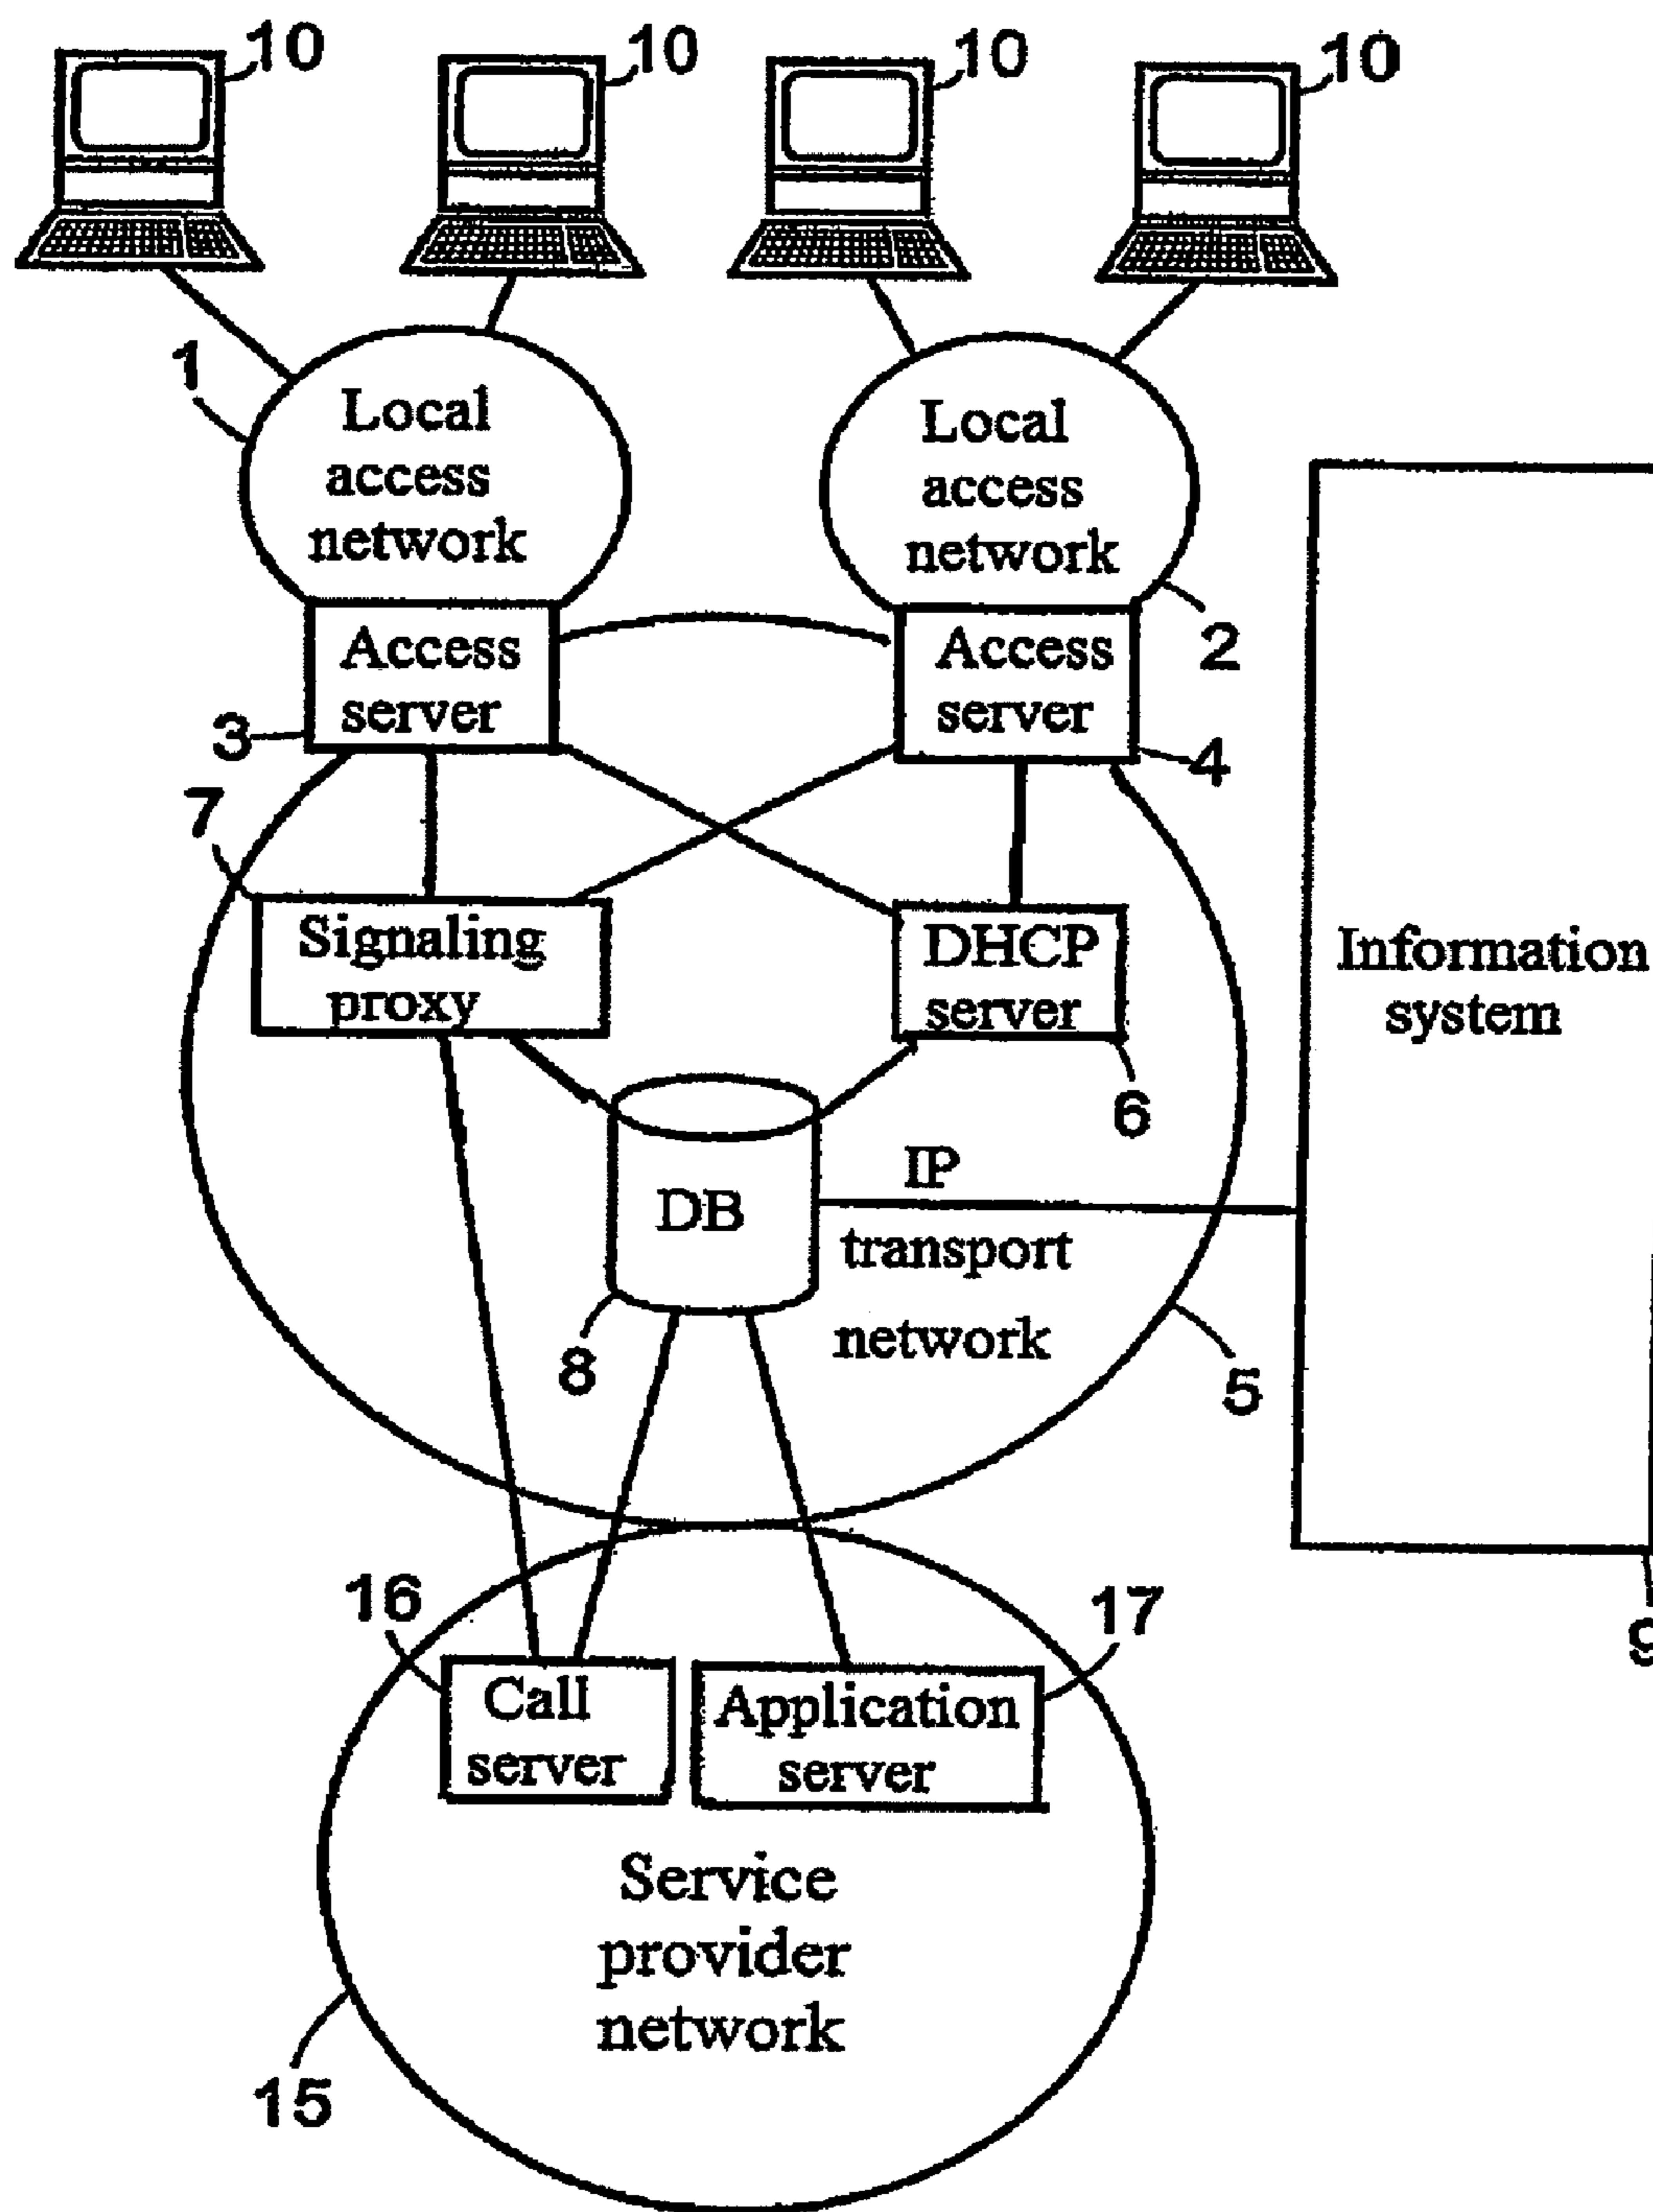 10
10
10
10
1
Local
access
network
Local
access
network
2
Access
server
3
Access
server
4
7
Signaling
proxy
DHCP
server
6
Information
system
DB
8
IP
transport
network
5
9
16
Call
server
17
Application
server
Service
provider
network
15